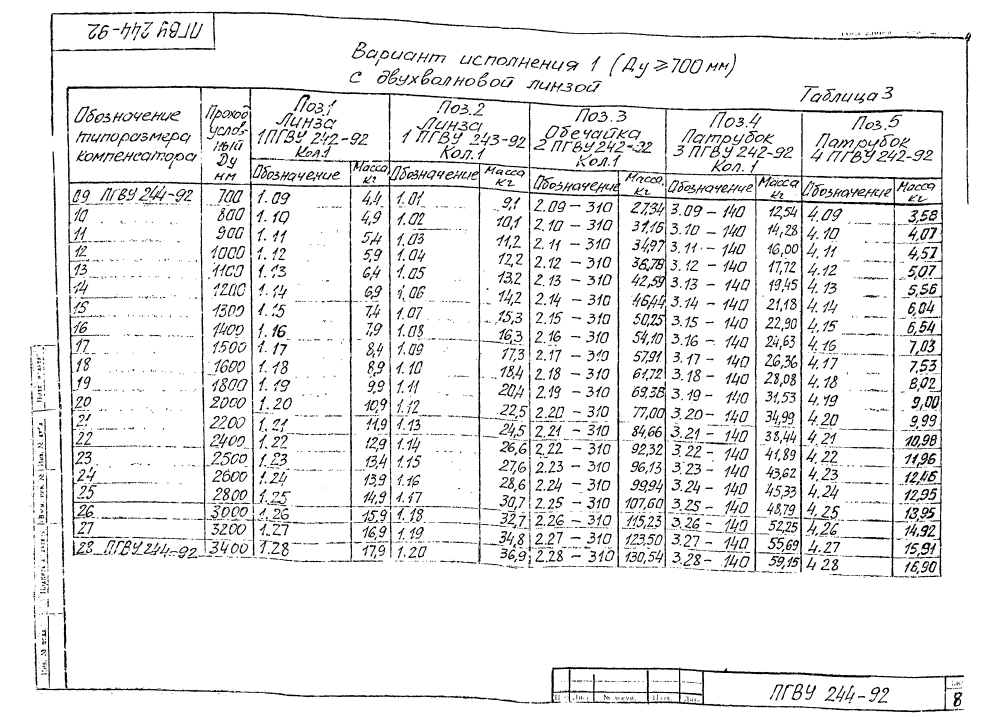 ПГВУ 244-92
Вариант исполнения 1 (Ду ≥ 700 мм)
с двухволновой линзой
Таблица 3
Обозначение типоразмера компенсатора | Проход условный Ду мм | Поз.1 Линза 1ПГВУ 242-92 Кол.1 | Поз.2 Линза 1 ПГВУ 243-92 Кол.1 | Поз.3 Обечайка 2 ПГВУ 242-92 Кол.1 | Поз.4 Патрубок 3 ПГВУ 242-92 Кол. 1 | Поз.5 Патрубок 4 ПГВУ 242-92
Обозначение | Масса кг | Обозначение | Масса кг | Обозначение | Масса, кг | Обозначение | Масса кг | Обозначение | Масса кг
09 ПГВУ 244-92 | 700 | 1.09 | 4,4 | 1.01 | 9,1 | 2.09 - 310 | 27,34 | 3.09 - 140 | 12,54 | 4.09 | 3,58
10 | 800 | 1.10 | 4,9 | 1.02 | 10,1 | 2.10 - 310 | 31,16 | 3.10 - 140 | 14,28 | 4.10 | 4,07
11 | 900 | 1.11 | 5,4 | 1.03 | 11,2 | 2.11 - 310 | 34,97 | 3.11 - 140 | 16,00 | 4.11 | 4,57
12 | 1000 | 1.12 | 5,9 | 1.04 | 12,2 | 2.12 - 310 | 38,78 | 3.12 - 140 | 17,72 | 4.12 | 5,07
13 | 1100 | 1.13 | 6,4 | 1.05 | 13,2 | 2.13 - 310 | 42,59 | 3.13 - 140 | 19,45 | 4.13 | 5,56
14 | 1200 | 1.14 | 6,9 | 1.06 | 14,2 | 2.14 - 310 | 46,44 | 3.14 - 140 | 21,18 | 4.14 | 6,04
15 | 1300 | 1.15 | 7,4 | 1.07 | 15,3 | 2.15 - 310 | 50,25 | 3.15 - 140 | 22,90 | 4.15 | 6,54
16 | 1400 | 1.16 | 7,9 | 1.08 | 16,3 | 2.16 - 310 | 54,10 | 3.16 - 140 | 24,63 | 4.16 | 7,03
17 | 1500 | 1.17 | 8,4 | 1.09 | 17,3 | 2.17 - 310 | 57,91 | 3.17 - 140 | 26,36 | 4.17 | 7,53
18 | 1600 | 1.18 | 8,9 | 1.10 | 18,4 | 2.18 - 310 | 61,72 | 3.18 - 140 | 28,08 | 4.18 | 8,02
19 | 1800 | 1.19 | 9,9 | 1.11 | 20,4 | 2.19 - 310 | 69,38 | 3.19 - 140 | 31,53 | 4.19 | 9,00
20 | 2000 | 1.20 | 10,9 | 1.12 | 22,5 | 2.20 - 310 | 77,00 | 3.20 - 140 | 34,99 | 4.20 | 9,99
21 | 2200 | 1.21 | 11,9 | 1.13 | 24,5 | 2.21 - 310 | 84,66 | 3.21 - 140 | 38,44 | 4.21 | 10,98
22 | 2400 | 1.22 | 12,9 | 1.14 | 26,6 | 2.22 - 310 | 92,32 | 3.22 - 140 | 41,89 | 4.22 | 11,96
23 | 2500 | 1.23 | 13,4 | 1.15 | 27,6 | 2.23 - 310 | 96,13 | 3.23 - 140 | 43,62 | 4.23 | 12,46
24 | 2600 | 1.24 | 13,9 | 1.16 | 28,6 | 2.24 - 310 | 99,94 | 3.24 - 140 | 45,33 | 4.24 | 12,95
25 | 2800 | 1.25 | 14,9 | 1.17 | 30,7 | 2.25 - 310 | 107,60 | 3.25 - 140 | 48,79 | 4.25 | 13,95
26 | 3000 | 1.26 | 15,9 | 1.18 | 32,7 | 2.26 - 310 | 115,23 | 3.26 - 140 | 52,25 | 4.26 | 14,92
27 | 3200 | 1.27 | 16,9 | 1.19 | 34,8 | 2.27 - 310 | 123,50 | 3.27 - 140 | 55,69 | 4.27 | 15,91
28 ПГВУ 244-92 | 3400 | 1.28 | 17,9 | 1.20 | 36,9 | 2.28 - 310 | 130,54 | 3.28 - 140 | 59,15 | 4 28 | 16,90
ПГВУ 244-92
8